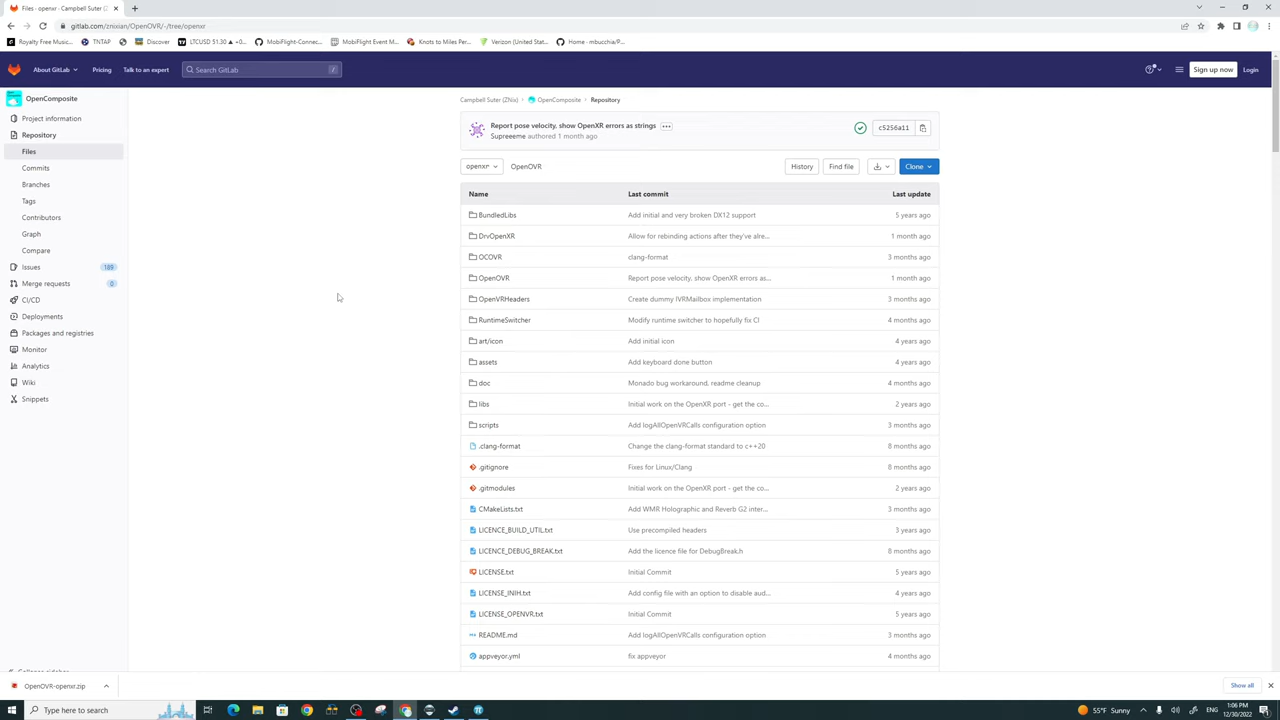 Files · openxr · Campbell Suter (Z
gitlab.com/znixian/OpenOVR/-/tree/openxr
Royalty Free Music...
TNTAP
Discover
LTCUSD 51.30 ▲ +0...
MobiFlight-Connec...
MobiFlight Event M...
Knots to Miles Per...
Verizon (United Stat...
Home · mbucchia/P...
About GitLab
Pricing
Talk to an expert
Search GitLab
/
Sign up now
Login
OpenComposite
Project information
Repository
Files
Commits
Branches
Tags
Contributors
Graph
Compare
Issues 189
Merge requests 0
CI/CD
Deployments
Packages and registries
Monitor
Analytics
Wiki
Snippets
Collapse sidebar
Campbell Suter (ZNix) › OpenComposite › Repository
Report pose velocity, show OpenXR errors as strings
Supreeeme authored 1 month ago
c5256a11
openxr
OpenOVR
History
Find file
Clone
Name Last commit Last update
BundledLibs Add initial and very broken DX12 support 5 years ago
DrvOpenXR Allow for rebinding actions after they've alre... 1 month ago
OCOVR clang-format 3 months ago
OpenOVR Report pose velocity, show OpenXR errors as... 1 month ago
OpenVRHeaders Create dummy IVRMailbox implementation 3 months ago
RuntimeSwitcher Modify runtime switcher to hopefully fix CI 4 months ago
art/icon Add initial icon 4 years ago
assets Add keyboard done button 4 years ago
doc Monado bug workaround, readme cleanup 4 months ago
libs Initial work on the OpenXR port - get the co... 2 years ago
scripts Add logAllOpenVRCalls configuration option 3 months ago
.clang-format Change the clang-format standard to c++20 8 months ago
.gitignore Fixes for Linux/Clang 8 months ago
.gitmodules Initial work on the OpenXR port - get the co... 2 years ago
CMakeLists.txt Add WMR Holographic and Reverb G2 inter... 3 months ago
LICENCE_BUILD_UTIL.txt Use precompiled headers 3 years ago
LICENCE_DEBUG_BREAK.txt Add the licence file for DebugBreak.h 8 months ago
LICENSE.txt Initial Commit 5 years ago
LICENSE_INIH.txt Add config file with an option to disable aud... 4 years ago
LICENSE_OPENVR.txt Initial Commit 5 years ago
README.md Add logAllOpenVRCalls configuration option 3 months ago
appveyor.yml fix appveyor 4 months ago
OpenOVR-openxr.zip
Show all
Type here to search
55°F Sunny
ENG
1:06 PM
12/30/2022